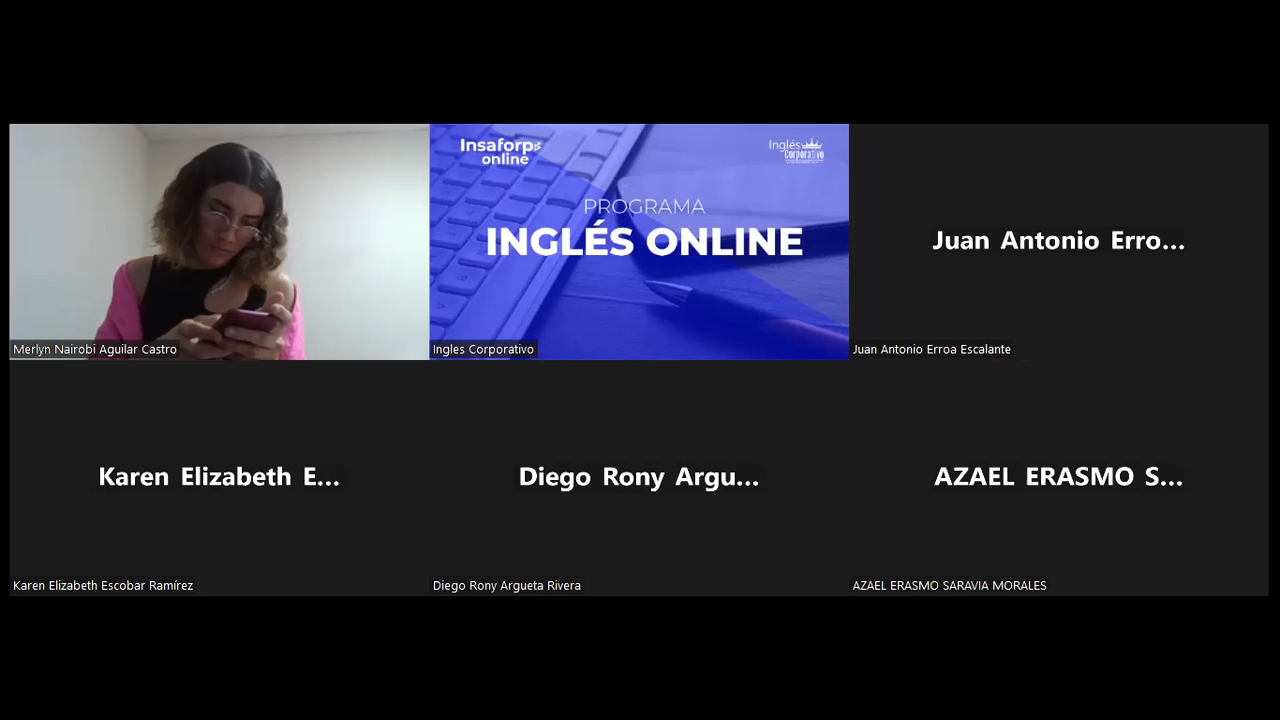 Insaforp
online
Inglés
Corporativo
PROGRAMA
INGLÉS ONLINE
Juan Antonio Erro...
Merlyn Nairobi Aguilar Castro
Ingles Corporativo
Juan Antonio Erroa Escalante
Karen Elizabeth E...
Diego Rony Argu...
AZAEL ERASMO S...
Karen Elizabeth Escobar Ramírez
Diego Rony Argueta Rivera
AZAEL ERASMO SARAVIA MORALES